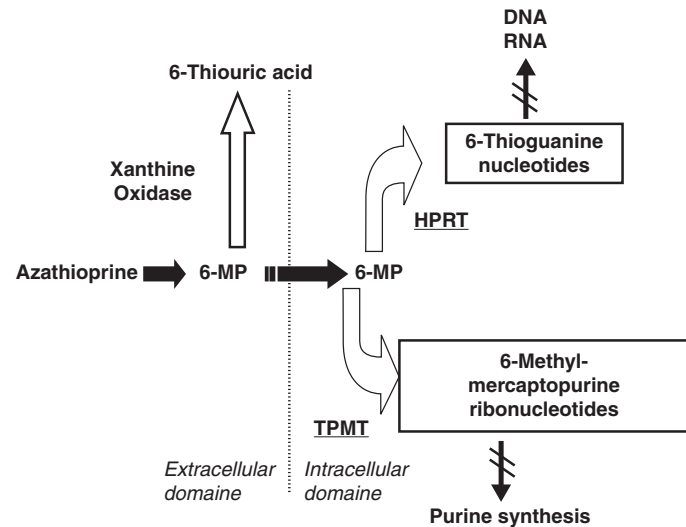 DNA
RNA
6-Thiouric acid
6-Thioguanine
nucleotides
Xanthine
Oxidase
HPRT
Azathioprine
6-MP
6-MP
6-Methyl-
mercaptopurine
ribonucleotides
TPMT
Extracellular
domaine
Intracellular
domaine
Purine synthesis